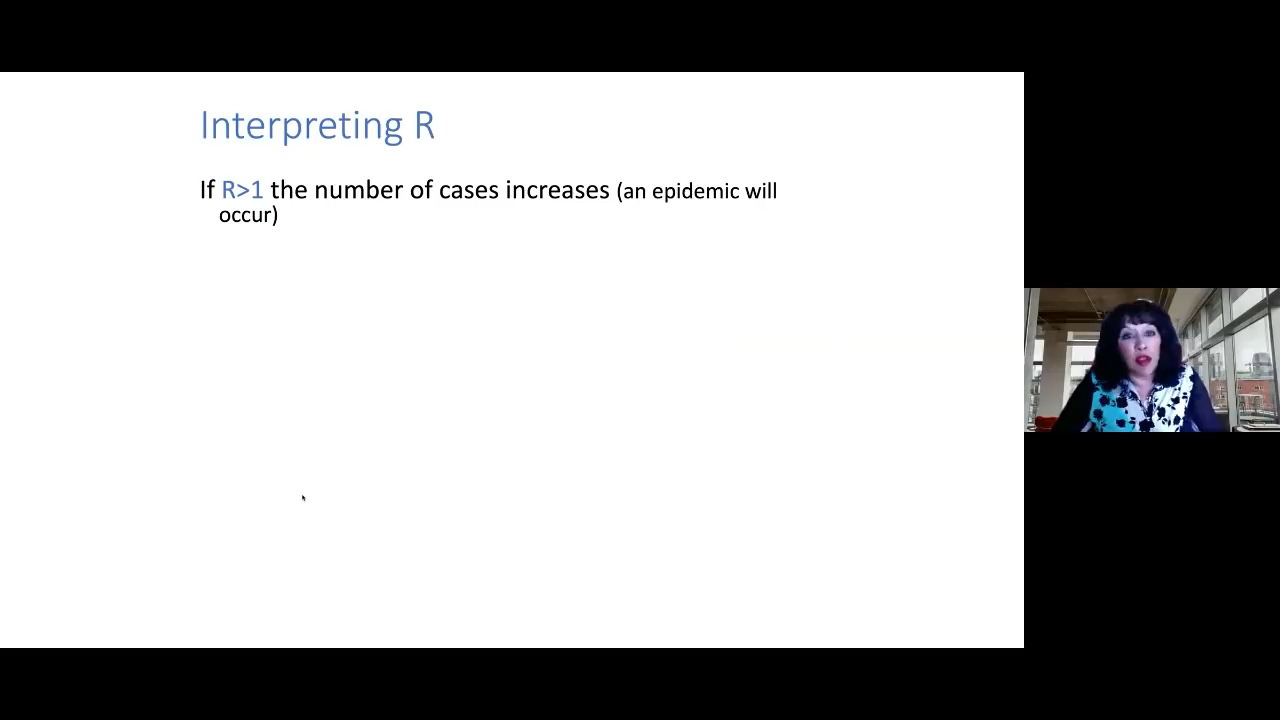 Interpreting R
If R>1 the number of cases increases (an epidemic will
occur)